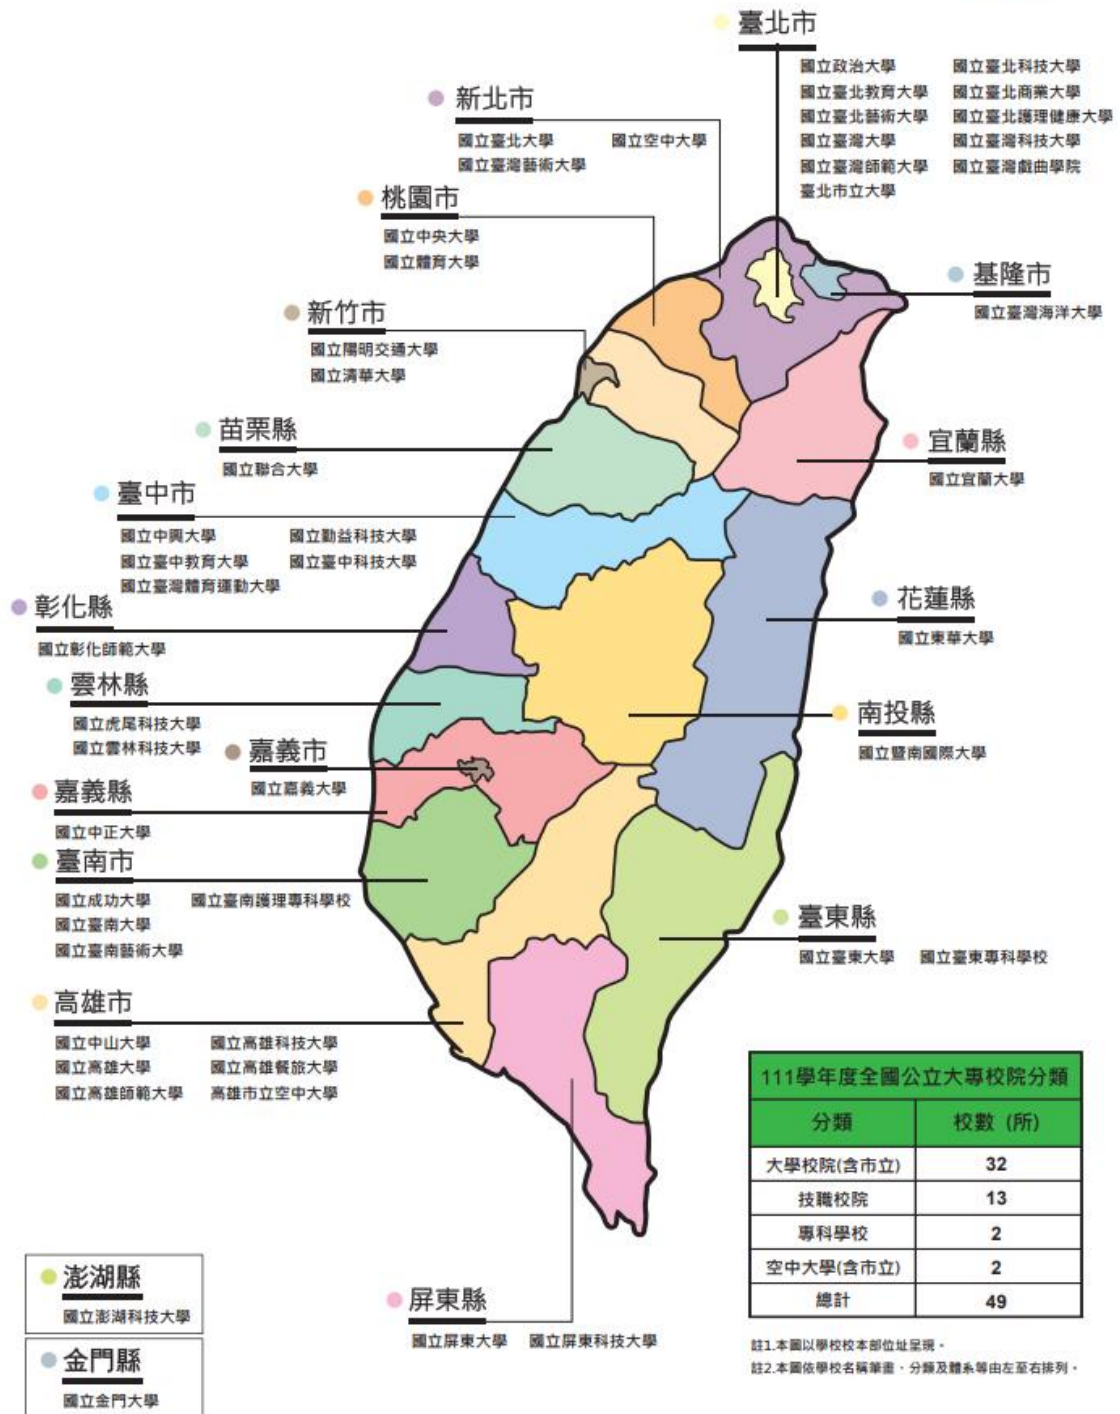 臺北市
國立政治大學 國立臺北科技大學
國立臺北教育大學 國立臺北商業大學
國立臺北藝術大學 國立臺北護理健康大學
國立臺灣大學 國立臺灣科技大學
國立臺灣師範大學 國立臺灣戲曲學院
臺北市立大學
新北市
國立臺北大學 國立空中大學
國立臺灣藝術大學
桃園市
國立中央大學
國立體育大學
基隆市
國立臺灣海洋大學
新竹市
國立陽明交通大學
國立清華大學
苗栗縣
國立聯合大學
宜蘭縣
國立宜蘭大學
臺中市
國立中興大學 國立勤益科技大學
國立臺中教育大學 國立臺中科技大學
國立臺灣體育運動大學
彰化縣
國立彰化師範大學
花蓮縣
國立東華大學
雲林縣
國立虎尾科技大學
國立雲林科技大學
南投縣
國立暨南國際大學
嘉義市
國立嘉義大學
嘉義縣
國立中正大學
臺南市
國立成功大學 國立臺南護理專科學校
國立臺南大學
國立臺南藝術大學
臺東縣
國立臺東大學 國立臺東專科學校
高雄市
國立中山大學 國立高雄科技大學
國立高雄大學 國立高雄餐旅大學
國立高雄師範大學 高雄市立空中大學
111學年度全國公立大專校院分類
分類 校數 (所)
大學校院(含市立) 32
技職校院 13
專科學校 2
空中大學(含市立) 2
總計 49
澎湖縣
國立澎湖科技大學
金門縣
國立金門大學
屏東縣
國立屏東大學 國立屏東科技大學
註1.本圖以學校校本部位址呈現。
註2.本圖依學校名稱筆畫、分類及體系等由左至右排列。